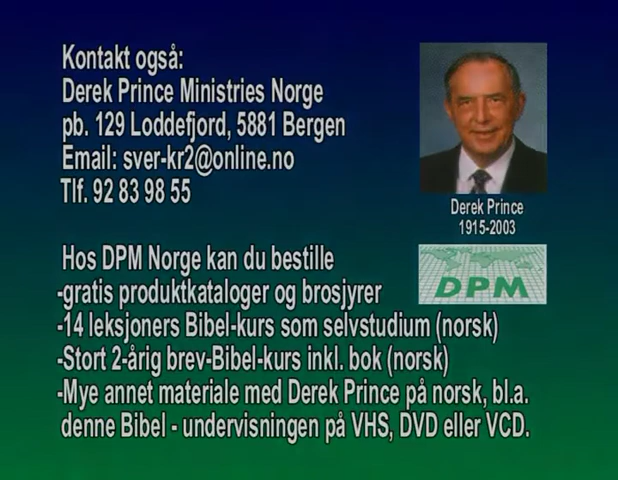 Kontakt også:
Derek Prince Ministries Norge
pb. 129 Loddefjord, 5881 Bergen
Email: sver-kr2@online.no
Tlf. 92 83 98 55
Derek Prince
1915-2003
DPM
Hos DPM Norge kan du bestille
-gratis produktkataloger og brosjyrer
-14 leksjoners Bibel-kurs som selvstudium (norsk)
-Stort 2-årig brev-Bibel-kurs inkl. bok (norsk)
-Mye annet materiale med Derek Prince på norsk, bl.a.
denne Bibel - undervisningen på VHS, DVD eller VCD.